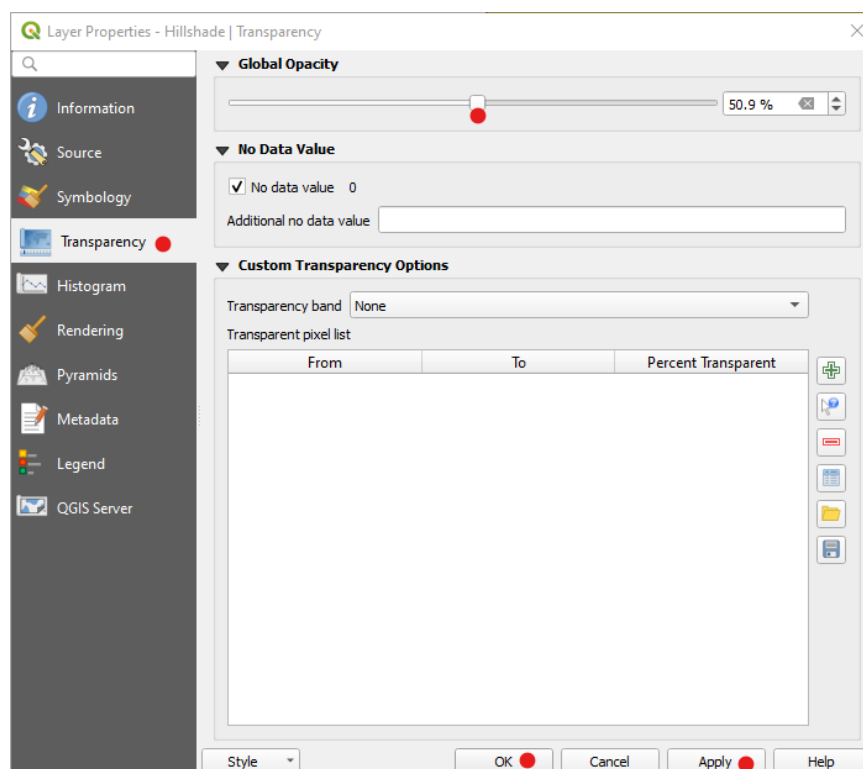 Layer Properties - Hillshade | Transparency
Information
Source
Symbology
Transparency
Histogram
Rendering
Pyramids
Metadata
Legend
QGIS Server
Global Opacity
50.9 %
No Data Value
No data value 0
Additional no data value
Custom Transparency Options
Transparency band None
Transparent pixel list
From To Percent Transparent
Style OK Cancel Apply Help